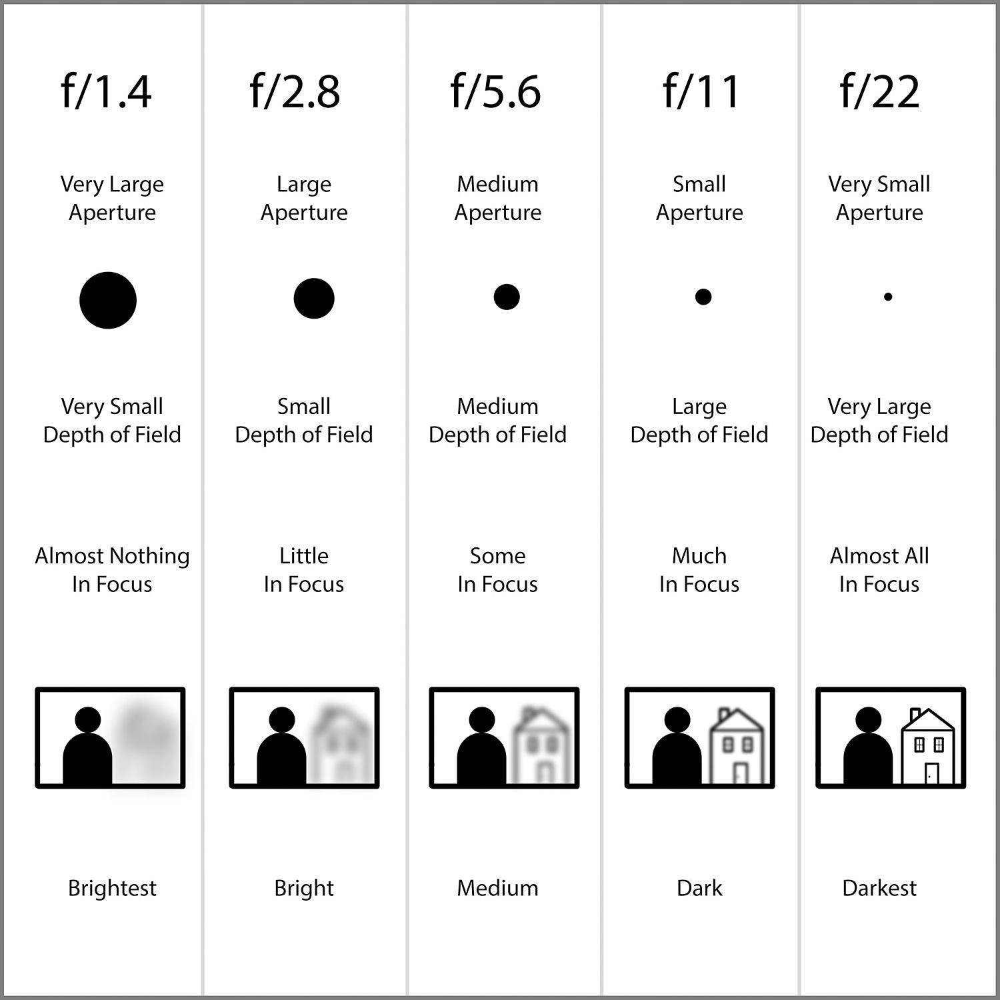 f/1.4
f/2.8
f/5.6
f/11
f/22
Very Large
Aperture
Large
Aperture
Medium
Aperture
Small
Aperture
Very Small
Aperture
Very Small
Depth of Field
Small
Depth of Field
Medium
Depth of Field
Large
Depth of Field
Very Large
Depth of Field
Almost Nothing
In Focus
Little
In Focus
Some
In Focus
Much
In Focus
Almost All
In Focus
Brightest
Bright
Medium
Dark
Darkest